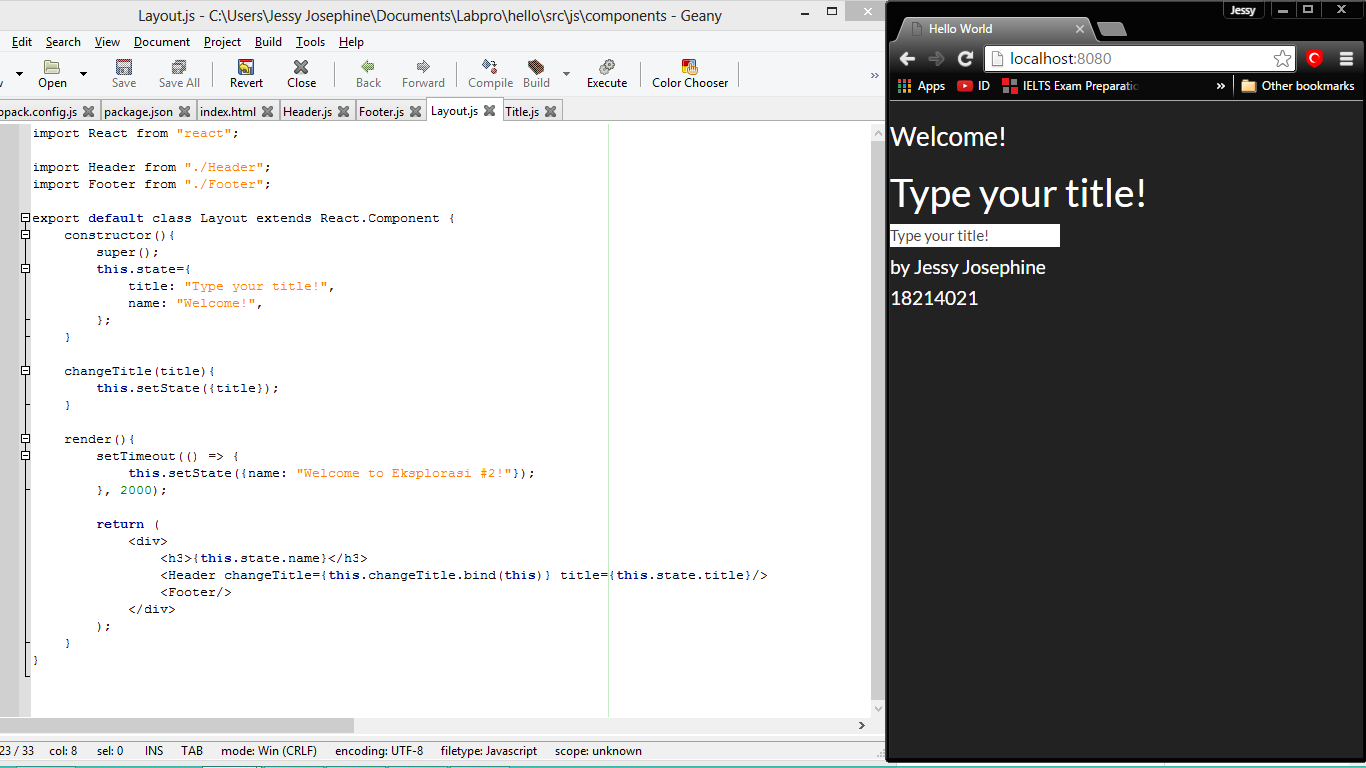 Layout.js - C:\Users\Jessy Josephine\Documents\Labpro\hello\src\js\components - Geany
Edit Search View Document Project Build Tools Help
Open Save Save All Revert Close Back Forward Compile Build Execute Color Chooser »
opack.config.js package.json index.html Header.js Footer.js Layout.js Title.js
import React from "react";
import Header from "./Header";
import Footer from "./Footer";
export default class Layout extends React.Component {
constructor(){
super();
this.state={
title: "Type your title!",
name: "Welcome!",
};
}
changeTitle(title){
this.setState({title});
}
render(){
setTimeout(() => {
this.setState({name: "Welcome to Eksplorasi #2!"});
}, 2000);
return (
<div>
<h3>{this.state.name}</h3>
<Header changeTitle={this.changeTitle.bind(this)} title={this.state.title}/>
<Footer/>
</div>
);
}
}
23 / 33 col: 8 sel: 0 INS TAB mode: Win (CRLF) encoding: UTF-8 filetype: Javascript scope: unknown
Jessy
Hello World
localhost:8080
Apps ID IELTS Exam Preparatio » Other bookmarks
Welcome!
Type your title!
Type your title!
by Jessy Josephine
18214021